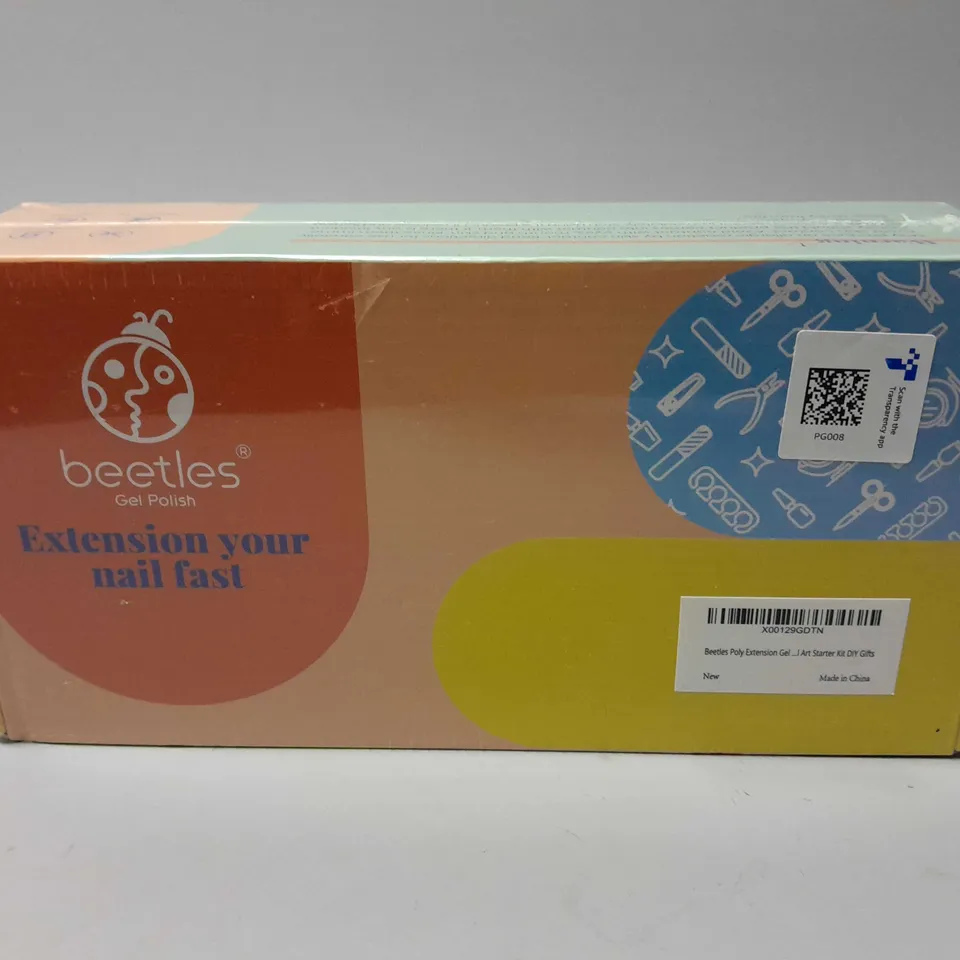 Warning!
beetles®
Gel Polish
Extension your
nail fast
Scan with the
Transparency app
PG008
X00129GDTN
Beetles Poly Extension Gel ...l Art Starter Kit DIY Gifts
New Made in China